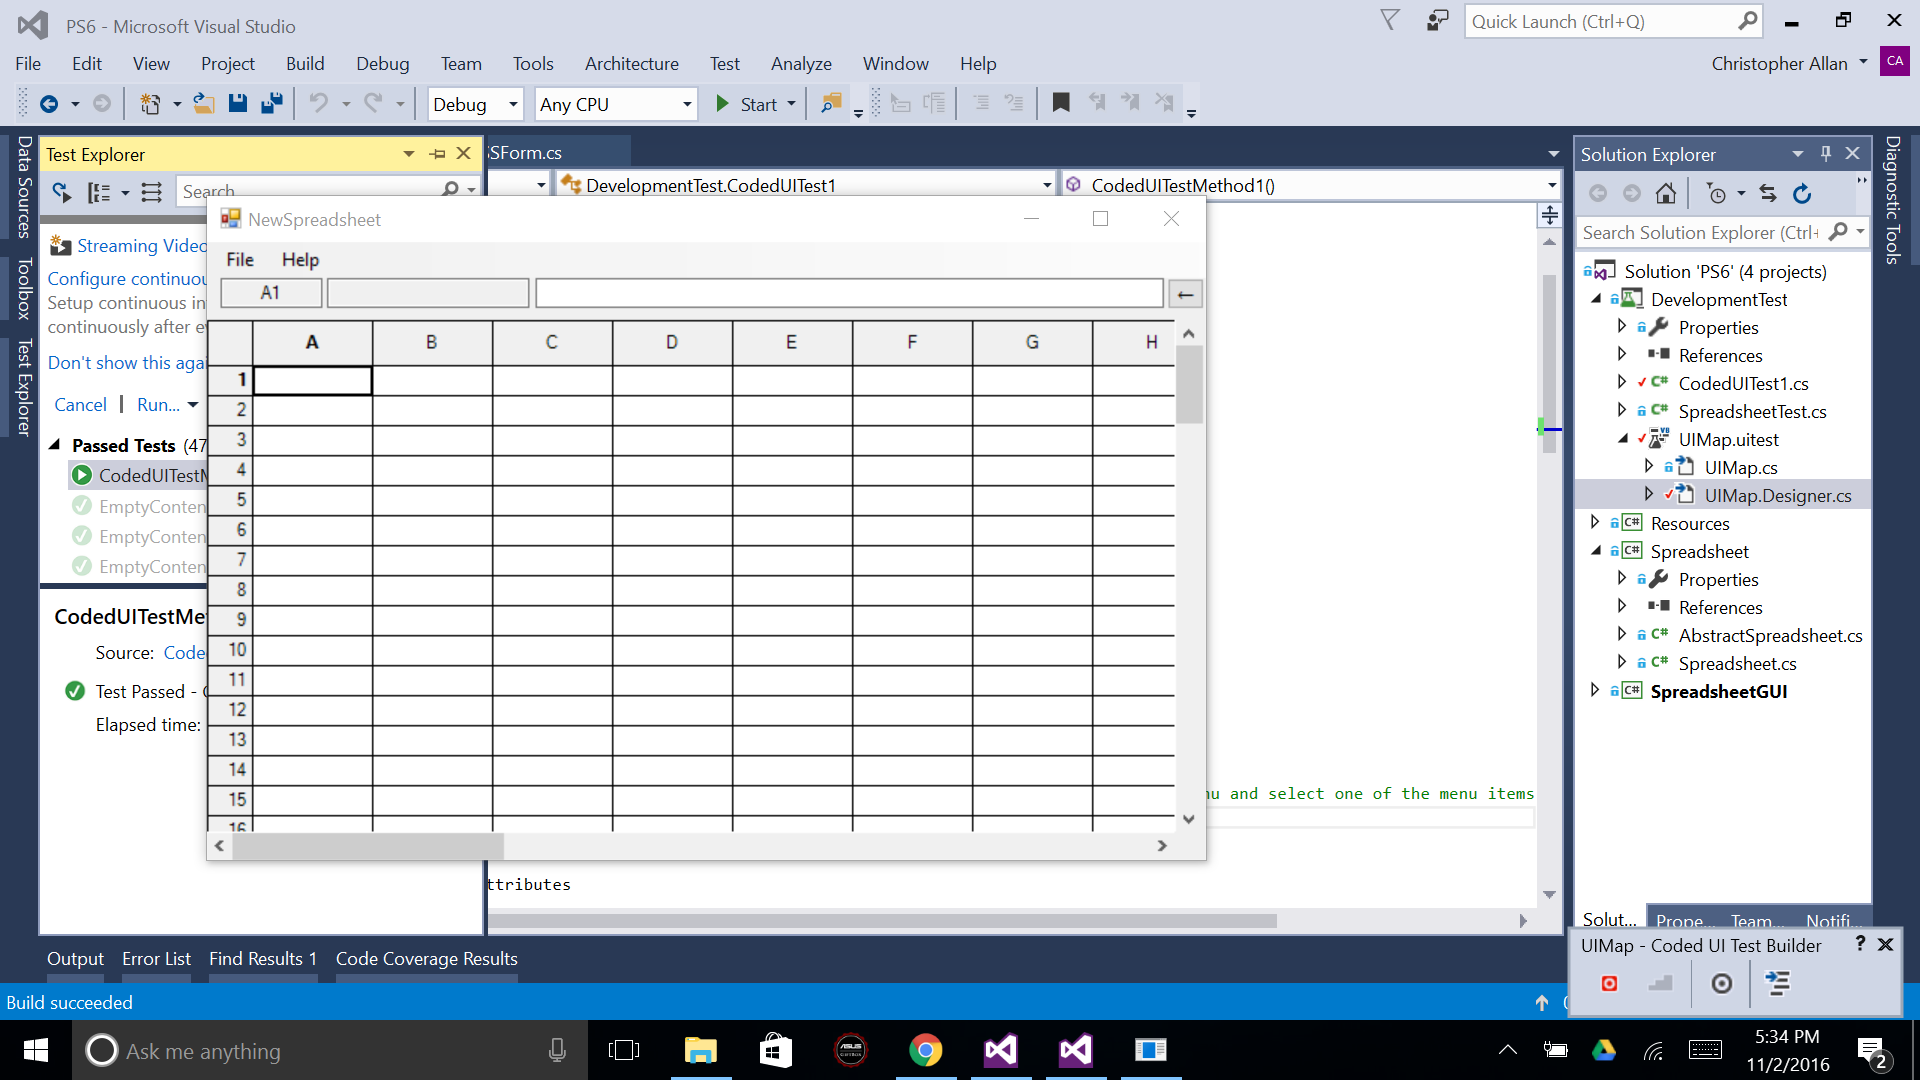 PS6 - Microsoft Visual Studio
Quick Launch (Ctrl+Q)
File Edit View Project Build Debug Team Tools Architecture Test Analyze Window Help
Christopher Allan CA
Debug Any CPU Start
Data Sources
Toolbox
Test Explorer
Test Explorer
Search
Streaming Video
Configure continuou
Setup continuous in
continuously after e
Don't show this agai
Cancel | Run...
Passed Tests (47
CodedUITestM
EmptyConten
EmptyConten
EmptyConten
CodedUITestMe
Source: Code
Test Passed -
Elapsed time:
SSForm.cs
DevelopmentTest.CodedUITest1
CodedUITestMethod1()
NewSpreadsheet
File Help
A1
←
A B C D E F G H
1
2
3
4
5
6
7
8
9
10
11
12
13
14
15
16
nu and select one of the menu items
ttributes
Solution Explorer
Search Solution Explorer (Ctrl+
Solution 'PS6' (4 projects)
DevelopmentTest
Properties
References
CodedUITest1.cs
SpreadsheetTest.cs
UIMap.uitest
UIMap.cs
UIMap.Designer.cs
Resources
Spreadsheet
Properties
References
AbstractSpreadsheet.cs
Spreadsheet.cs
SpreadsheetGUI
Diagnostic Tools
Solut... Prope... Team... Notifi...
UIMap - Coded UI Test Builder ?
Output Error List Find Results 1 Code Coverage Results
Build succeeded
Ask me anything
5:34 PM
11/2/2016
2